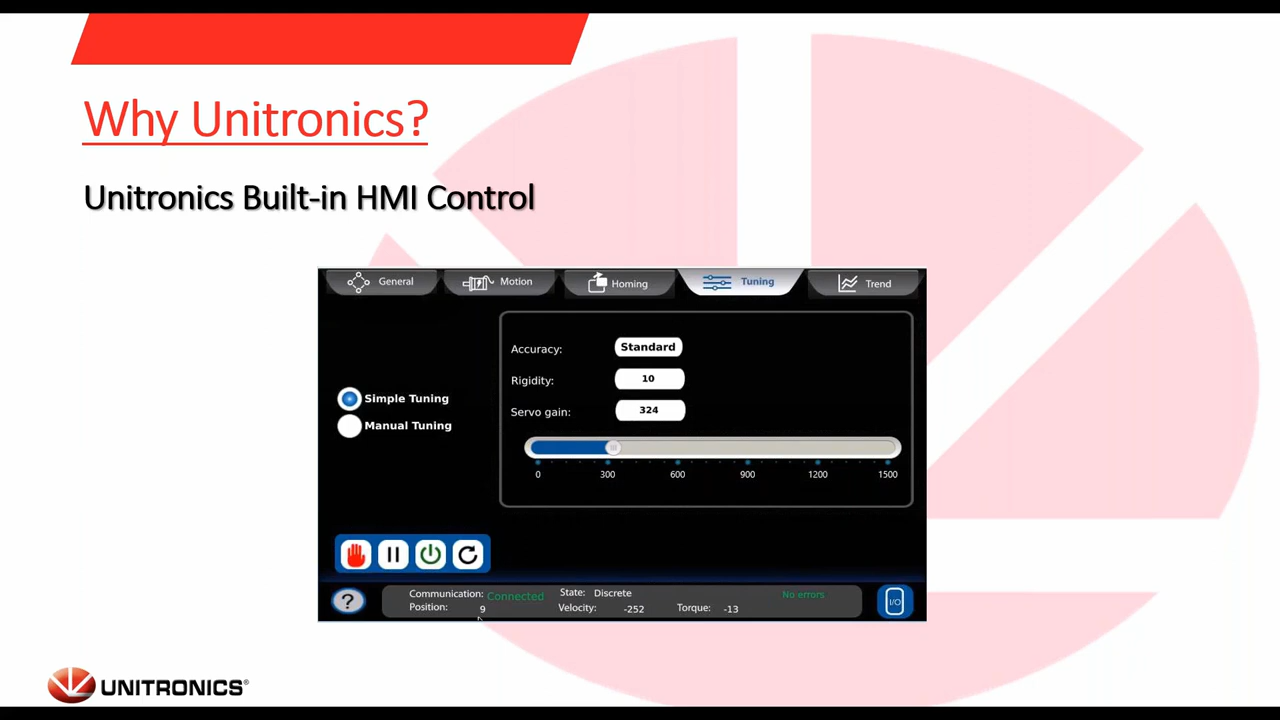 Why Unitronics?
Unitronics Built-in HMI Control
General Motion Homing Tuning Trend
Accuracy: Standard
Rigidity: 10
Simple Tuning
Servo gain: 324
Manual Tuning
0 300 600 900 1200 1500
? Communication: Connected State: Discrete No errors I/O
Position: 9 Velocity: -252 Torque: -13
UNITRONICS®